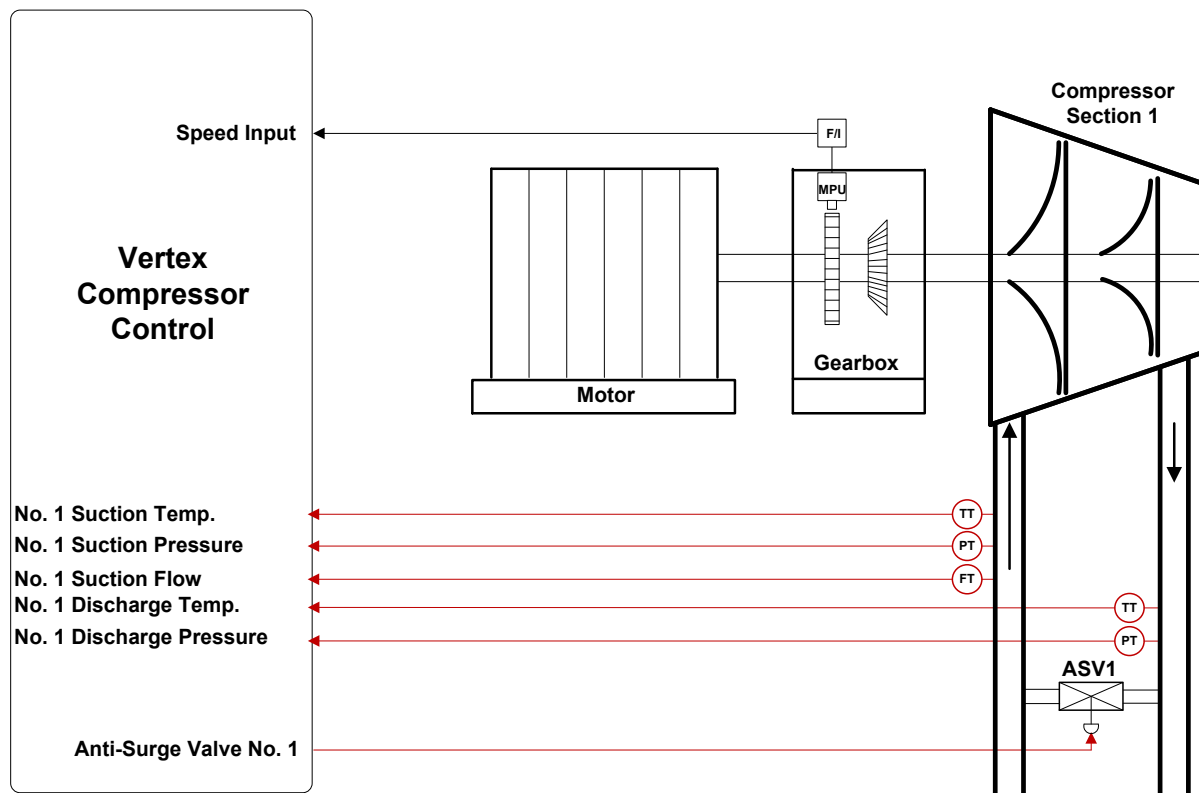 Compressor
Section 1
Speed Input
F/I
MPU
Vertex
Compressor
Control
Gearbox
Motor
No. 1 Suction Temp.
TT
No. 1 Suction Pressure
PT
No. 1 Suction Flow
FT
No. 1 Discharge Temp.
TT
No. 1 Discharge Pressure
PT
ASV1
Anti-Surge Valve No. 1